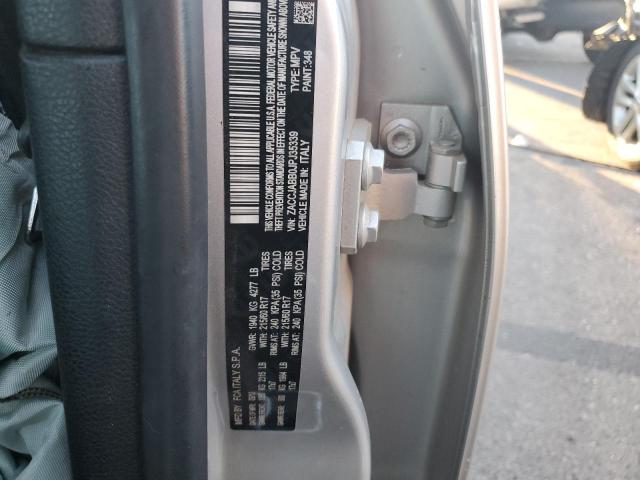 MFD BY FCA ITALY S.P.A.
GVWR: 1940 KG 4277 LB
TIRES
WITH: 215/60 R17
RIMS AT: 240 KPA(35 PSI) COLD
TIRES
WITH: 215/60 R17
RIMS AT: 240 KPA(35 PSI) COLD
THIS VEHICLE CONFORMS TO ALL APPLICABLE U.S.A. FEDERAL MOTOR VEHICLE SAFETY AND
THEFT PREVENTION STANDARDS IN EFFECT ON THE DATE OF MANUFACTURE SHOWN ABOVE
VIN: ZACCJABB0JPJ35339 TYPE: MPV
VEHICLE MADE IN: ITALY PAINT: 348